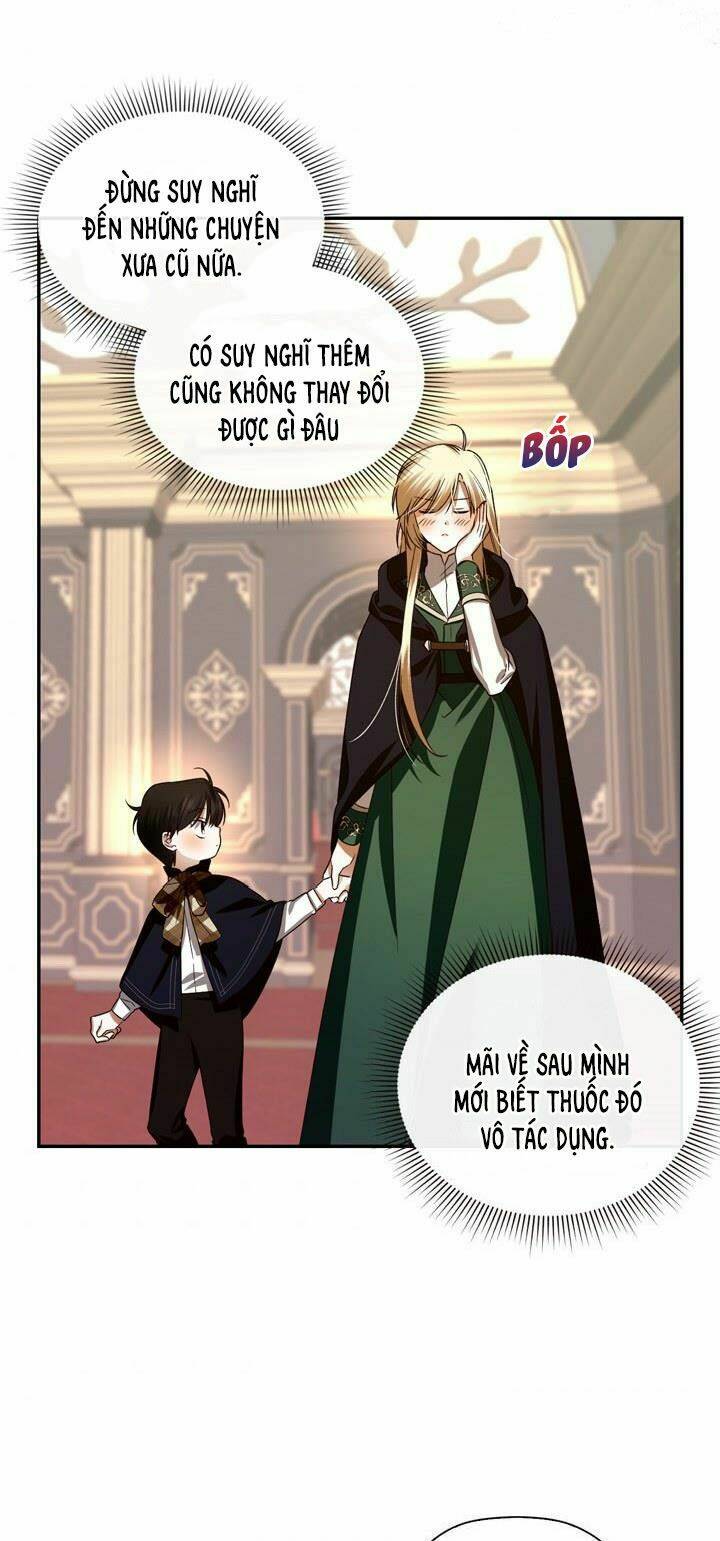 ĐỪNG SUY NGHĨ
ĐẾN NHỮNG CHUYỆN
XƯA CŨ NỮA.
CÓ SUY NGHĨ THÊM
CŨNG KHÔNG THAY ĐỔI
ĐƯỢC GÌ ĐÂU
BỐP
MÃI VỀ SAU MÌNH
MỚI BIẾT THUỐC ĐÓ
VÔ TÁC DỤNG.